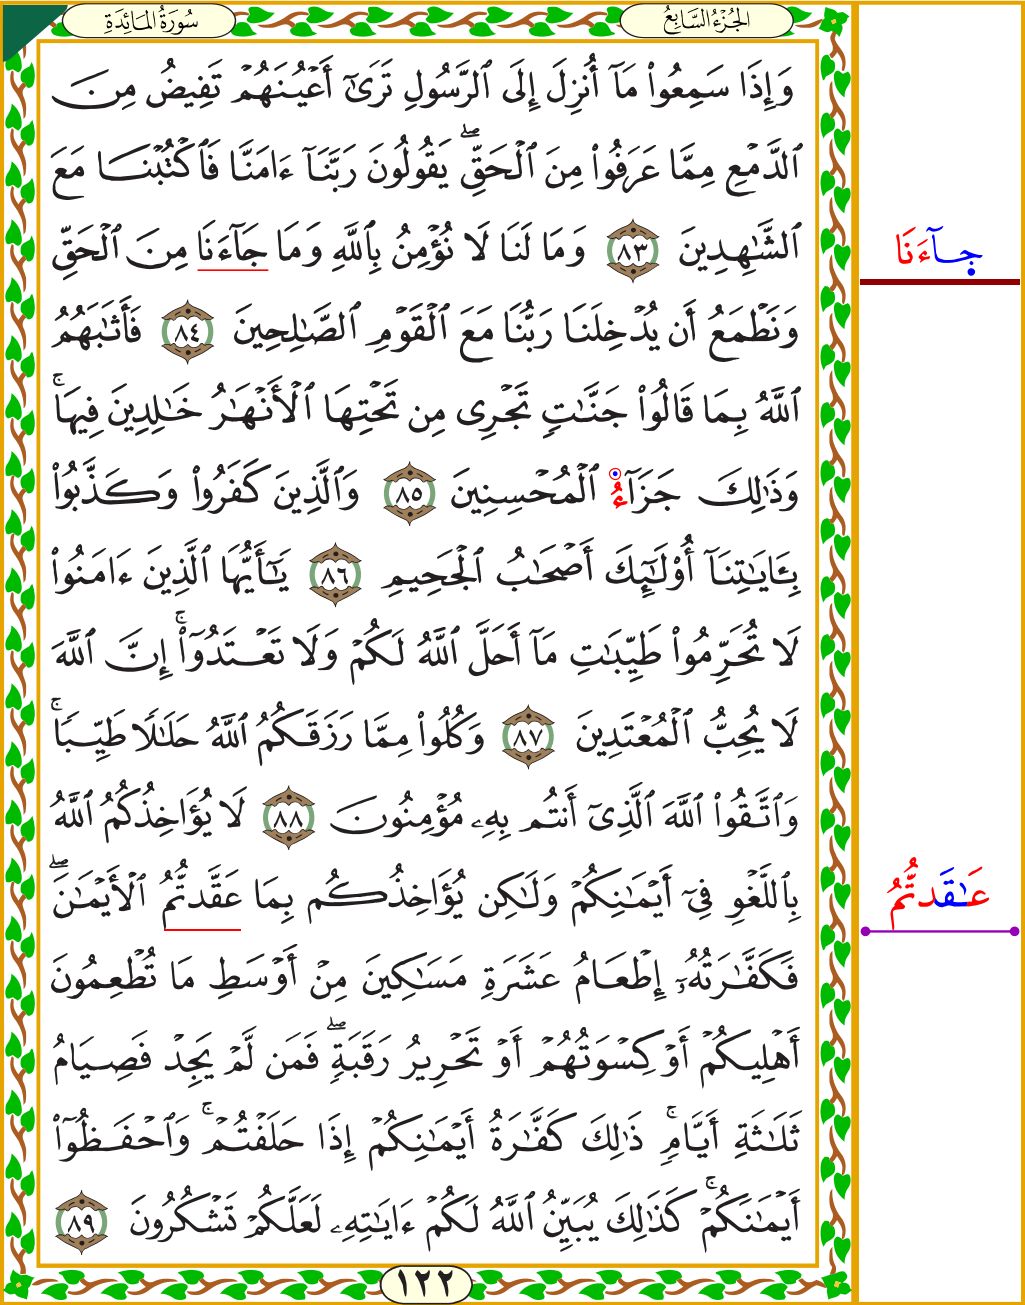 الجُزْءُ السَّابِعُ
سُورَةُ المَائِدَةِ
وَإِذَا سَمِعُواْ مَآ أُنزِلَ إِلَى ٱلرَّسُولِ تَرَىٰٓ أَعۡيُنَهُمۡ تَفِيضُ مِنَ
ٱلدَّمۡعِ مِمَّا عَرَفُواْ مِنَ ٱلۡحَقِّۖ يَقُولُونَ رَبَّنَآ ءَامَنَّا فَٱكۡتُبۡنَا مَعَ
ٱلشَّٰهِدِينَ ٨٣ وَمَا لَنَا لَا نُؤۡمِنُ بِٱللَّهِ وَمَا جَآءَنَا مِنَ ٱلۡحَقِّ
جآءَنَا
وَنَطۡمَعُ أَن يُدۡخِلَنَا رَبُّنَا مَعَ ٱلۡقَوۡمِ ٱلصَّٰلِحِينَ ٨٤ فَأَثَٰبَهُمُ
ٱللَّهُ بِمَا قَالُواْ جَنَّٰتٖ تَجۡرِي مِن تَحۡتِهَا ٱلۡأَنۡهَٰرُ خَٰلِدِينَ فِيهَاۚ
وَذَٰلِكَ جَزَآءُ ٱلۡمُحۡسِنِينَ ٨٥ وَٱلَّذِينَ كَفَرُواْ وَكَذَّبُواْ
بِـَٔايَٰتِنَآ أُوْلَٰٓئِكَ أَصۡحَٰبُ ٱلۡجَحِيمِ ٨٦ يَٰٓأَيُّهَا ٱلَّذِينَ ءَامَنُواْ
لَا تُحَرِّمُواْ طَيِّبَٰتِ مَآ أَحَلَّ ٱللَّهُ لَكُمۡ وَلَا تَعۡتَدُوٓاْۚ إِنَّ ٱللَّهَ
لَا يُحِبُّ ٱلۡمُعۡتَدِينَ ٨٧ وَكُلُواْ مِمَّا رَزَقَكُمُ ٱللَّهُ حَلَٰلٗا طَيِّبٗاۚ
وَٱتَّقُواْ ٱللَّهَ ٱلَّذِيٓ أَنتُم بِهِۦ مُؤۡمِنُونَ ٨٨ لَا يُؤَاخِذُكُمُ ٱللَّهُ
بِٱللَّغۡوِ فِيٓ أَيۡمَٰنِكُمۡ وَلَٰكِن يُؤَاخِذُكُم بِمَا عَقَّدتُّمُ ٱلۡأَيۡمَٰنَۖ
عَٰقَدتُّمُ
فَكَفَّٰرَتُهُۥٓ إِطۡعَامُ عَشَرَةِ مَسَٰكِينَ مِنۡ أَوۡسَطِ مَا تُطۡعِمُونَ
أَهۡلِيكُمۡ أَوۡ كِسۡوَتُهُمۡ أَوۡ تَحۡرِيرُ رَقَبَةٖۖ فَمَن لَّمۡ يَجِدۡ فَصِيَامُ
ثَلَٰثَةِ أَيَّامٖۚ ذَٰلِكَ كَفَّٰرَةُ أَيۡمَٰنِكُمۡ إِذَا حَلَفۡتُمۡۚ وَٱحۡفَظُوٓاْ
أَيۡمَٰنَكُمۡۚ كَذَٰلِكَ يُبَيِّنُ ٱللَّهُ لَكُمۡ ءَايَٰتِهِۦ لَعَلَّكُمۡ تَشۡكُرُونَ ٨٩
١٢٢